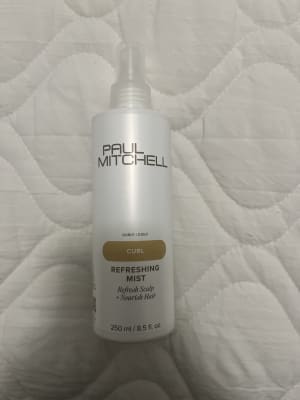 PAUL
MITCHELL
CURL
REFRESHING
MIST
Refresh Scalp
+ Nourish Hair
250 ml / 8.5 fl. oz